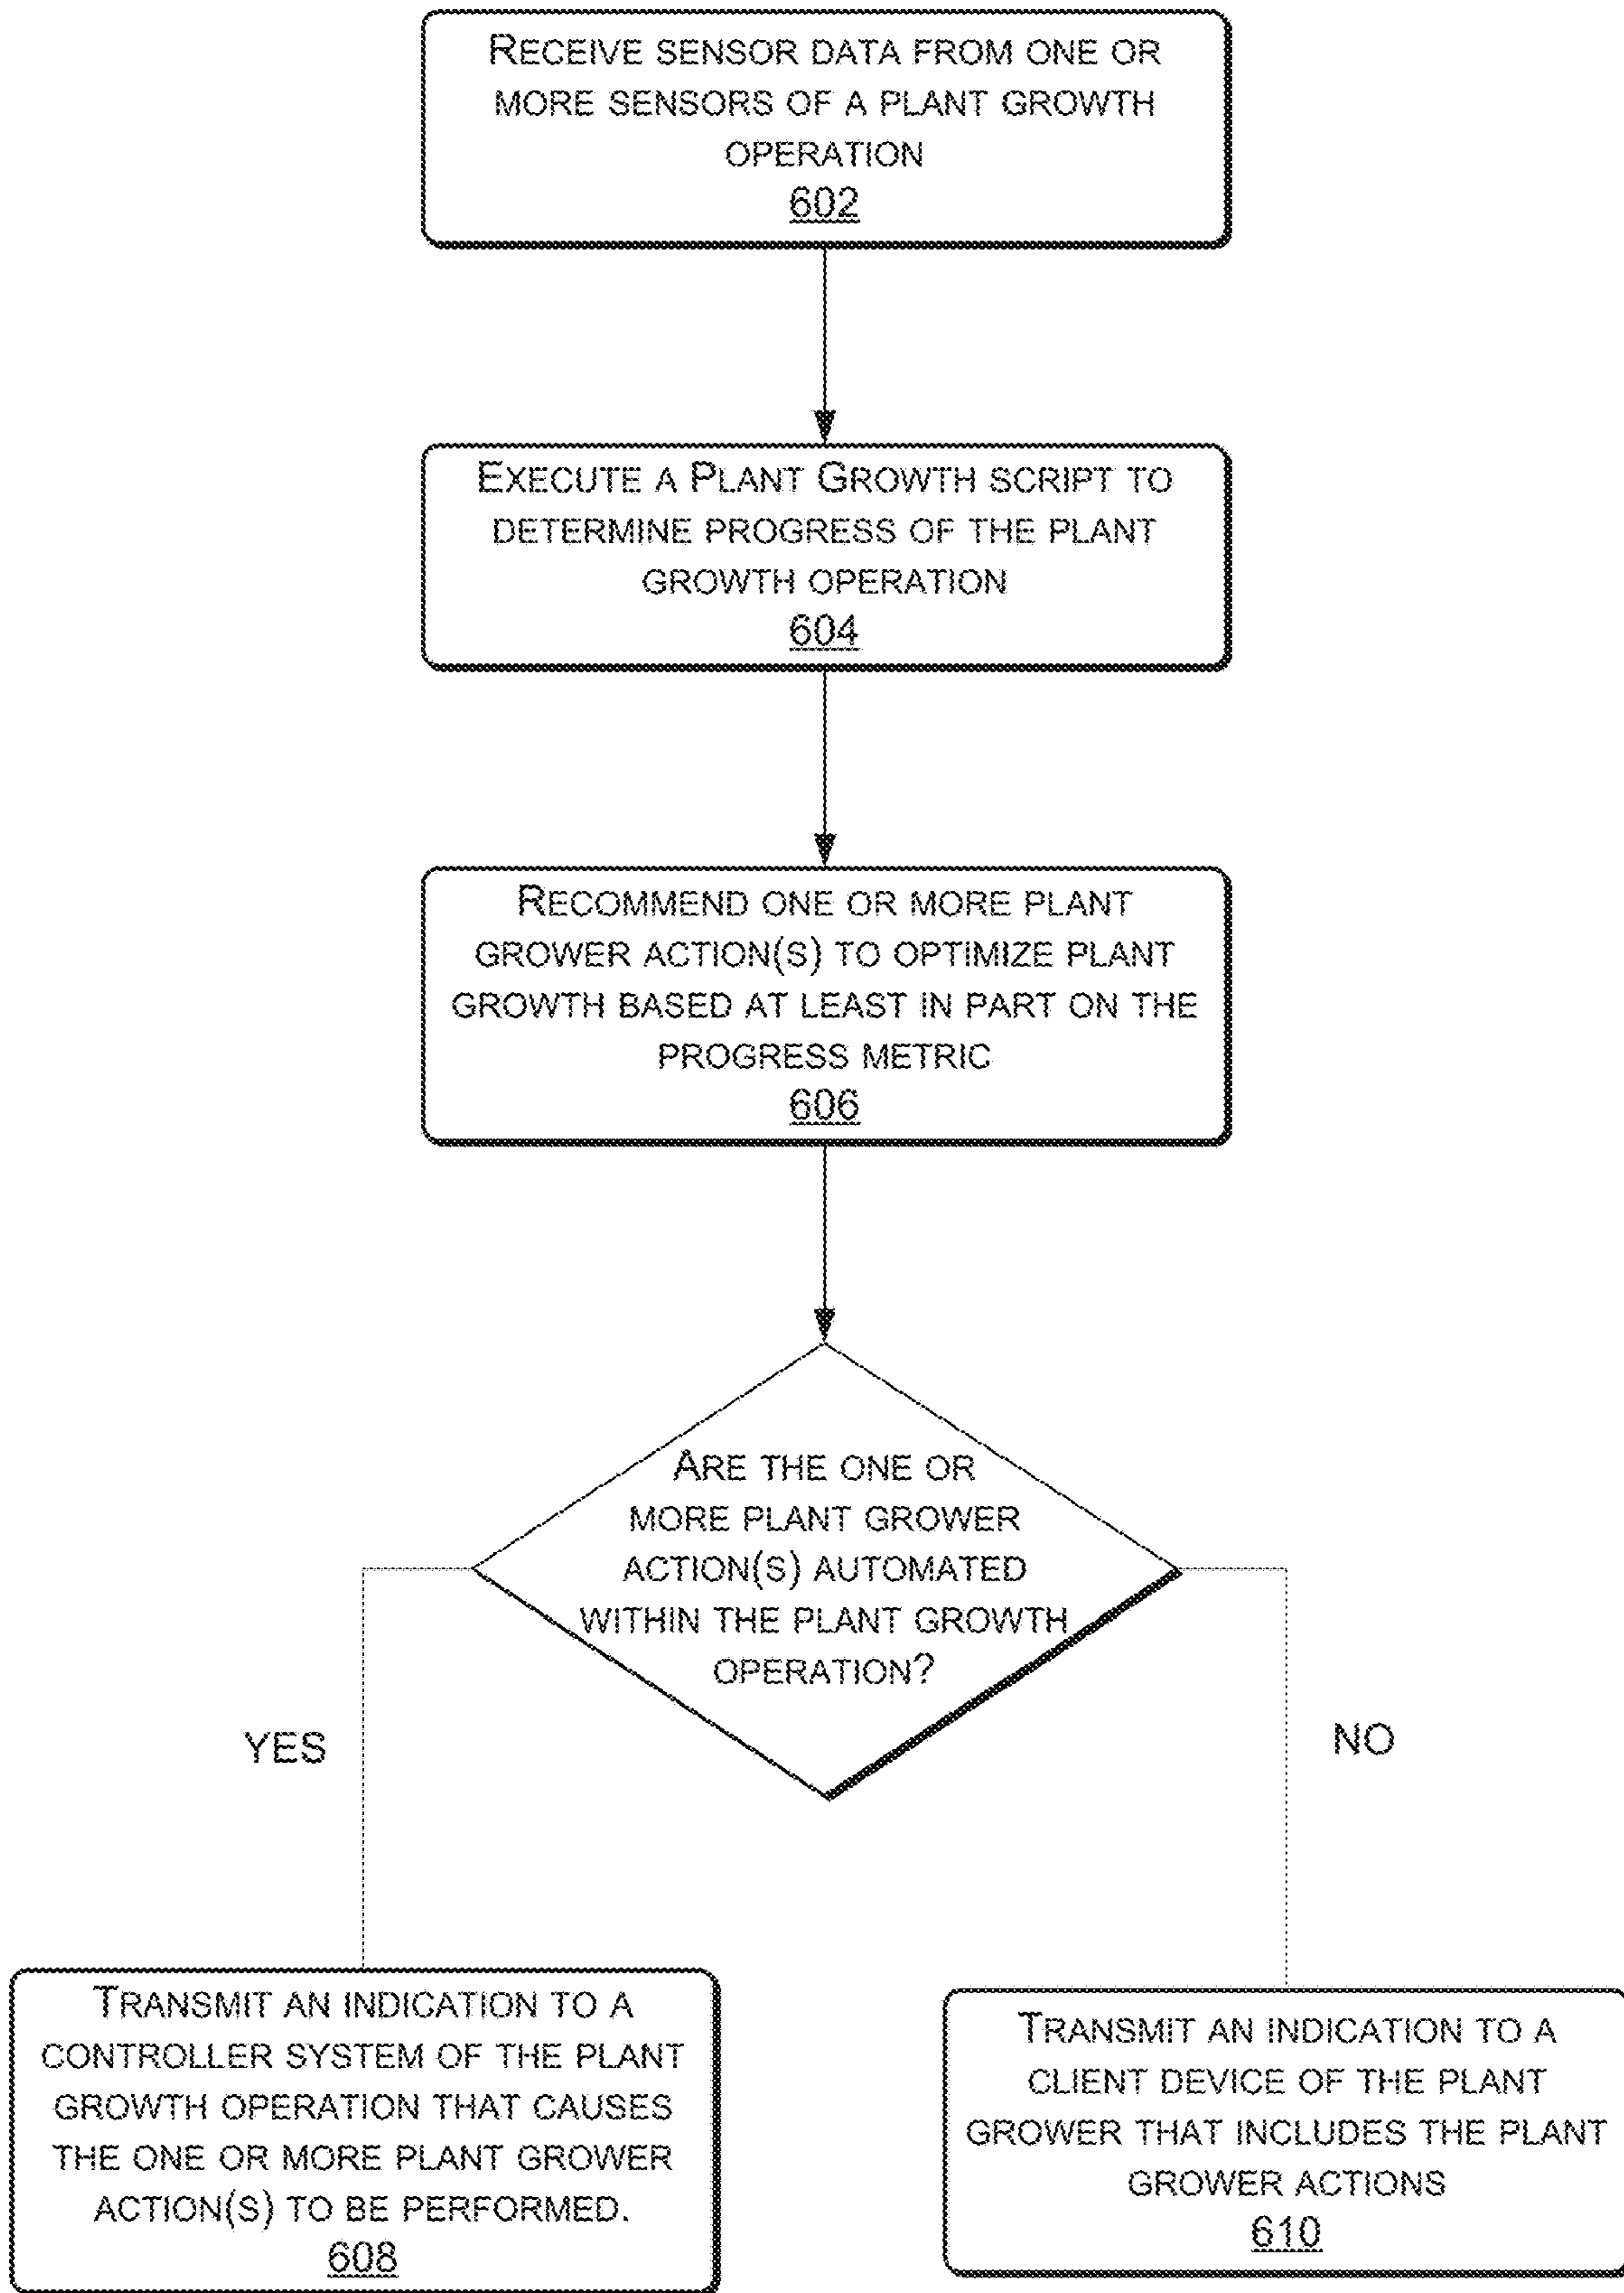 RECEIVE SENSOR DATA FROM ONE OR
MORE SENSORS OF A PLANT GROWTH
OPERATION
602
EXECUTE A PLANT GROWTH SCRIPT TO
DETERMINE PROGRESS OF THE PLANT
GROWTH OPERATION
604
RECOMMEND ONE OR MORE PLANT
GROWER ACTION(S) TO OPTIMIZE PLANT
GROWTH BASED AT LEAST IN PART ON THE
PROGRESS METRIC
606
ARE THE ONE OR
MORE PLANT GROWER
ACTION(S) AUTOMATED
WITHIN THE PLANT GROWTH
OPERATION?
YES
NO
TRANSMIT AN INDICATION TO A
CONTROLLER SYSTEM OF THE PLANT
GROWTH OPERATION THAT CAUSES
THE ONE OR MORE PLANT GROWER
ACTION(S) TO BE PERFORMED.
608
TRANSMIT AN INDICATION TO A
CLIENT DEVICE OF THE PLANT
GROWER THAT INCLUDES THE PLANT
GROWER ACTIONS
610